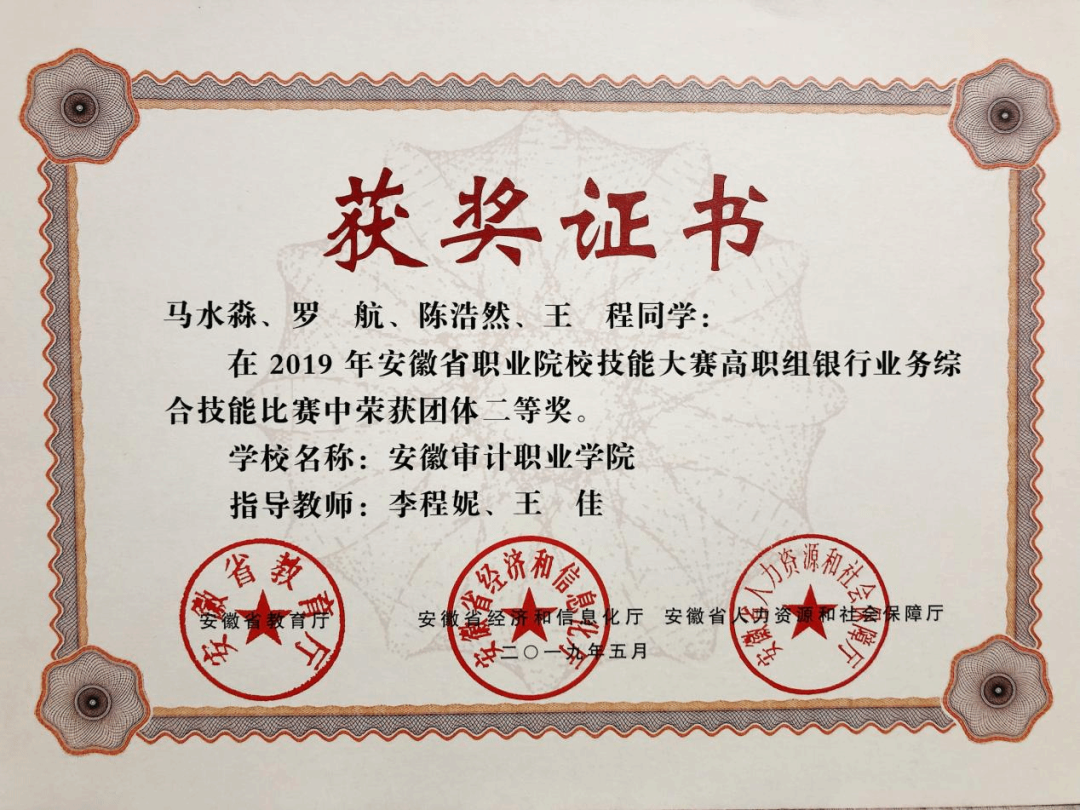 获奖证书
马水淼、罗　航、陈浩然、王　程同学：
在 2019 年安徽省职业院校技能大赛高职组银行业务综
合技能比赛中荣获团体二等奖。
学校名称：安徽审计职业学院
指导教师：李程妮、王　佳
安徽省教育厅
安徽省经济和信息化厅
安徽省人力资源和社会保障厅
安徽省教育厅　安徽省经济和信息化厅　安徽省人力资源和社会保障厅
二〇一九年五月